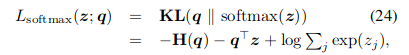 L_softmax(z; q) = KL(q ∥ softmax(z)) (24)
= −H(q) − q^⊤z + log ∑_j exp(z_j),